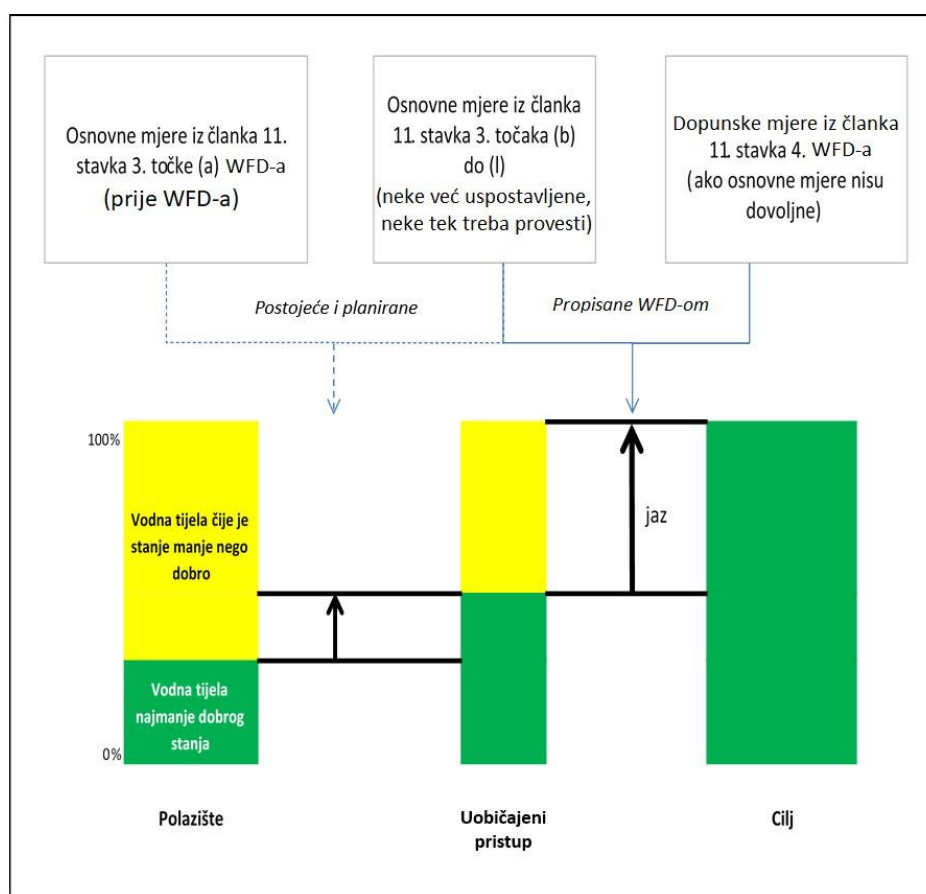 Osnovne mjere iz članka 11.
stavka 3. točke (a) WFD-a
(prije WFD-a)
Osnovne mjere iz članka
11. stavka 3. točaka (b)
do (l)
(neke već uspostavljene,
neke tek treba provesti)
Dopunske mjere iz članka
11. stavka 4. WFD-a
(ako osnovne mjere nisu
dovoljne)
Postojeće i planirane
Propisane WFD-om
100%
Vodna tijela čije je
stanje manje nego
dobro
jaz
Vodna tijela
najmanje dobrog
stanja
0%
Polazište
Uobičajeni
pristup
Cilj